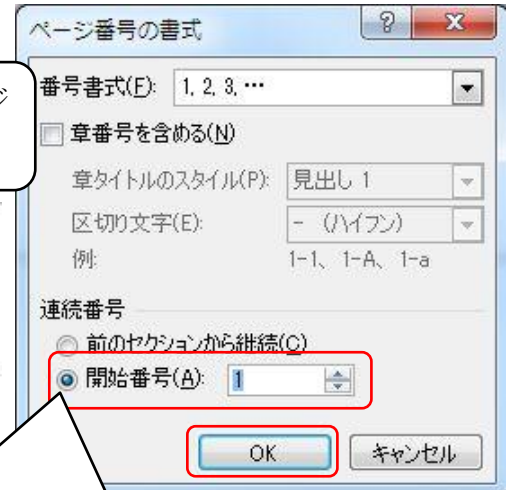 ページ番号の書式
番号書式(F): 1, 2, 3, …
章番号を含める(N)
章タイトルのスタイル(P): 見出し 1
区切り文字(E): - (ハイフン)
例: 1-1、1-A、1-a
連続番号
前のセクションから継続(C)
開始番号(A): 1
OK キャンセル